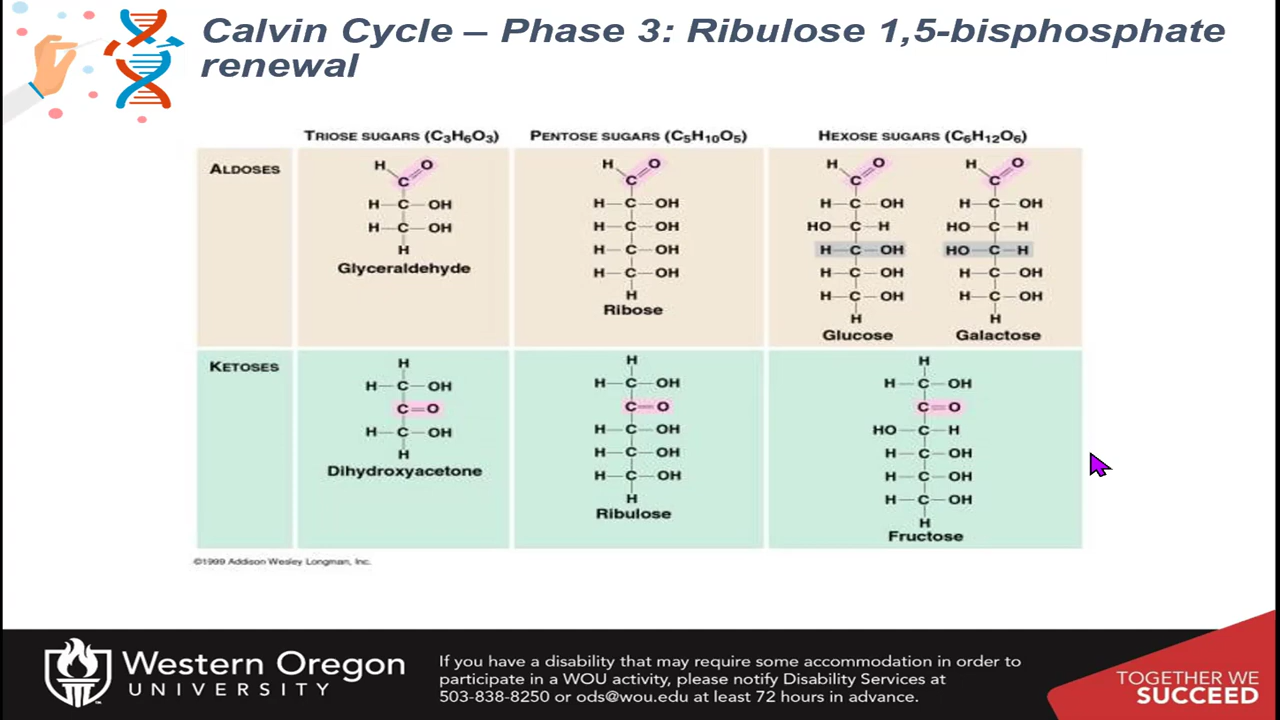 Calvin Cycle – Phase 3: Ribulose 1,5-bisphosphate
renewal
TRIOSE SUGARS (C3H6O3) PENTOSE SUGARS (C5H10O5) HEXOSE SUGARS (C6H12O6)
ALDOSES
H O H O H O H O
C C C C
H—C—OH H—C—OH H—C—OH H—C—OH
H—C—OH H—C—OH HO—C—H HO—C—H
H H—C—OH H—C—OH HO—C—H
Glyceraldehyde
H—C—OH H—C—OH H—C—OH
H H—C—OH H—C—OH
Ribose
H H
Glucose Galactose
KETOSES
H H H
H—C—OH H—C—OH H—C—OH
C=O C=O C=O
H—C—OH H—C—OH HO—C—H
H H—C—OH H—C—OH
Dihydroxyacetone
H—C—OH H—C—OH
H H—C—OH
Ribulose
H
Fructose
©1999 Addison Wesley Longman, Inc.
Western Oregon
UNIVERSITY
If you have a disability that may require some accommodation in order to
participate in a WOU activity, please notify Disability Services at
503-838-8250 or ods@wou.edu at least 72 hours in advance.
TOGETHER WE
SUCCEED